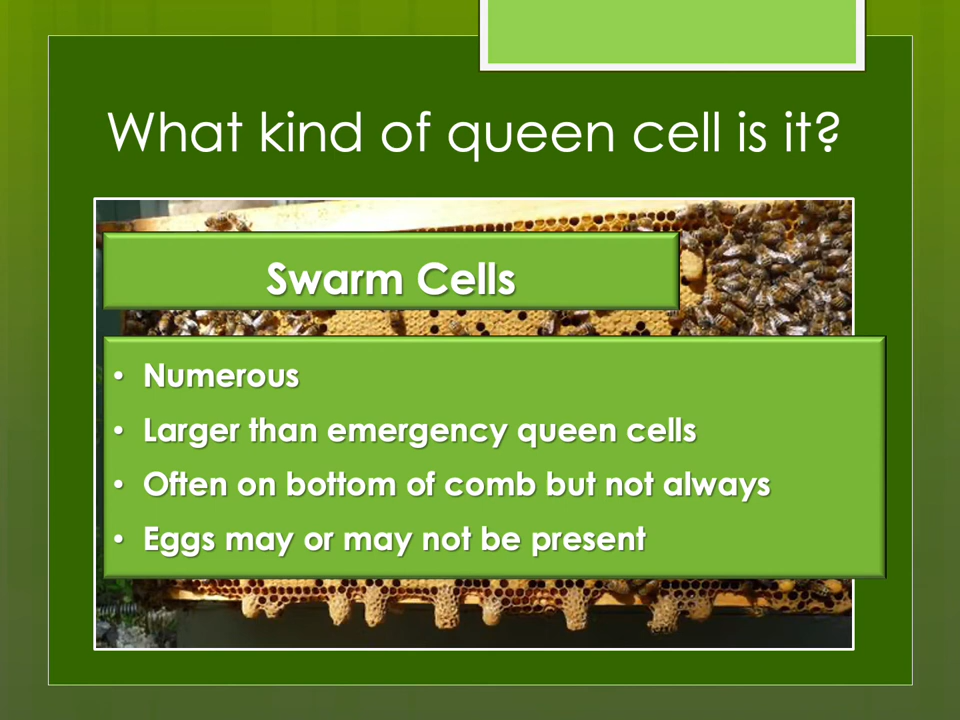 What kind of queen cell is it?
Swarm Cells
• Numerous
• Larger than emergency queen cells
• Often on bottom of comb but not always
• Eggs may or may not be present